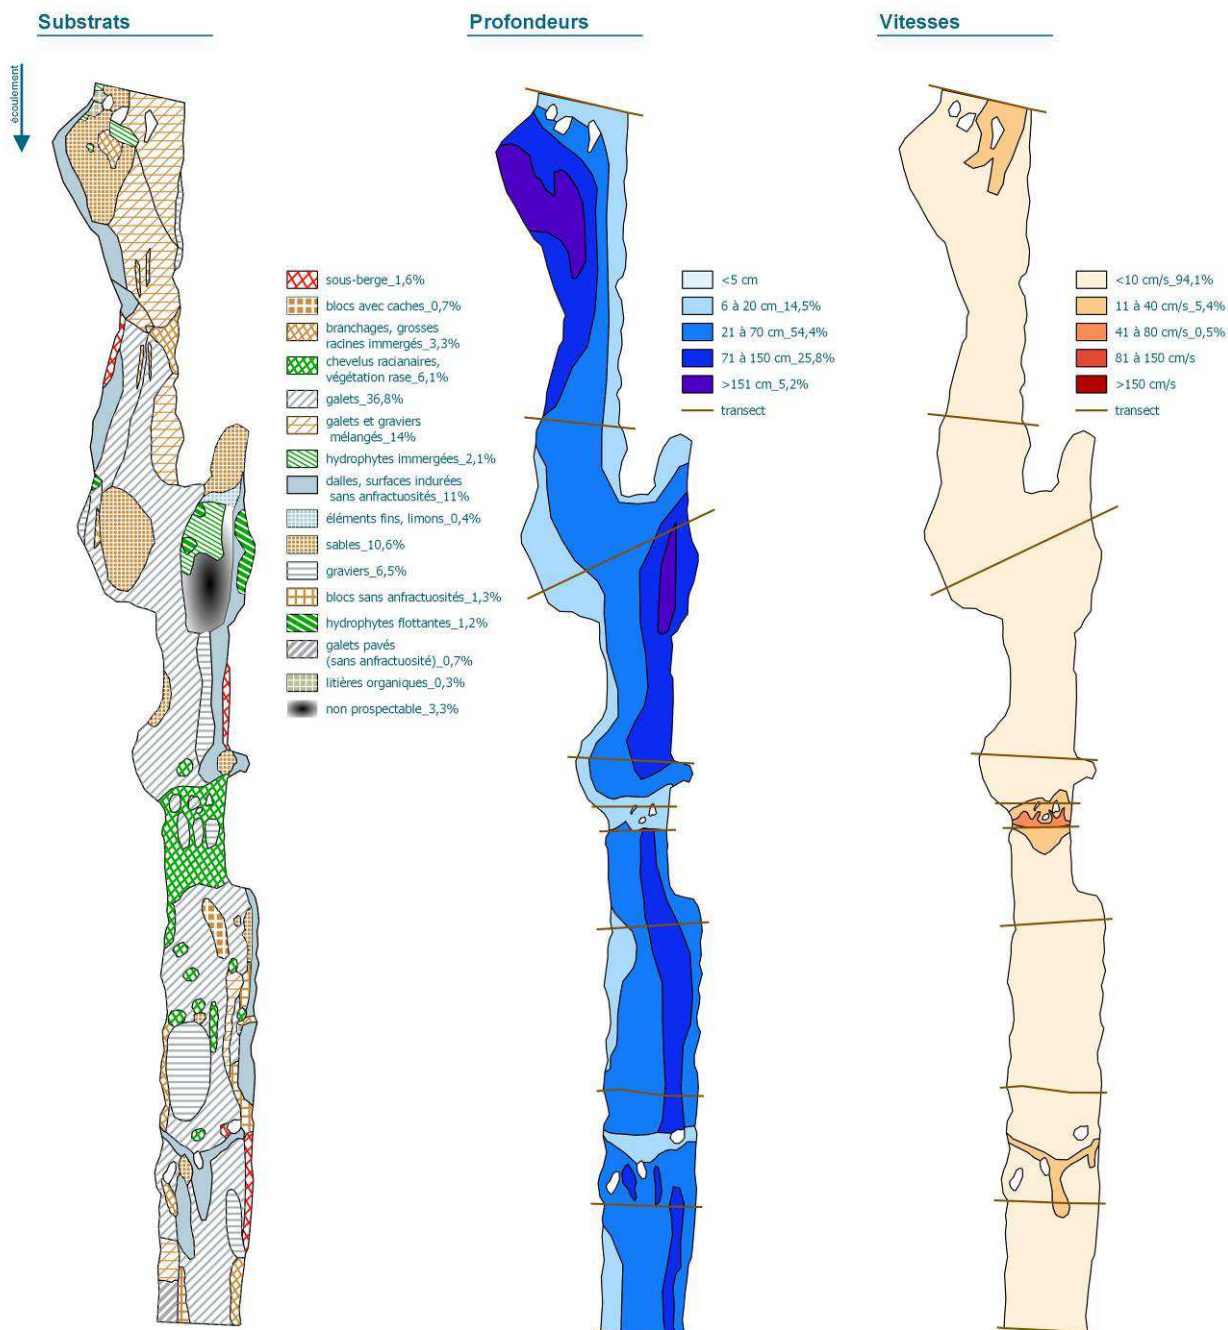 Substrats
Profondeurs
Vitesses
écoulement
sous-berge_1,6%
blocs avec caches_0,7%
branchages, grosses
racines immergés_3,3%
chevelus racianaires,
végétation rase_6,1%
galets_36,8%
galets et graviers
mélangés_14%
hydrophytes immergées_2,1%
dalles, surfaces indurées
sans anfractuosités_11%
éléments fins, limons_0,4%
sables_10,6%
graviers_6,5%
blocs sans anfractuosités_1,3%
hydrophytes flottantes_1,2%
galets pavés
(sans anfractuosité)_0,7%
litières organiques_0,3%
non prospectable_3,3%
<5 cm
6 à 20 cm_14,5%
21 à 70 cm_54,4%
71 à 150 cm_25,8%
>151 cm_5,2%
transect
<10 cm/s_94,1%
11 à 40 cm/s_5,4%
41 à 80 cm/s_0,5%
81 à 150 cm/s
>150 cm/s
transect